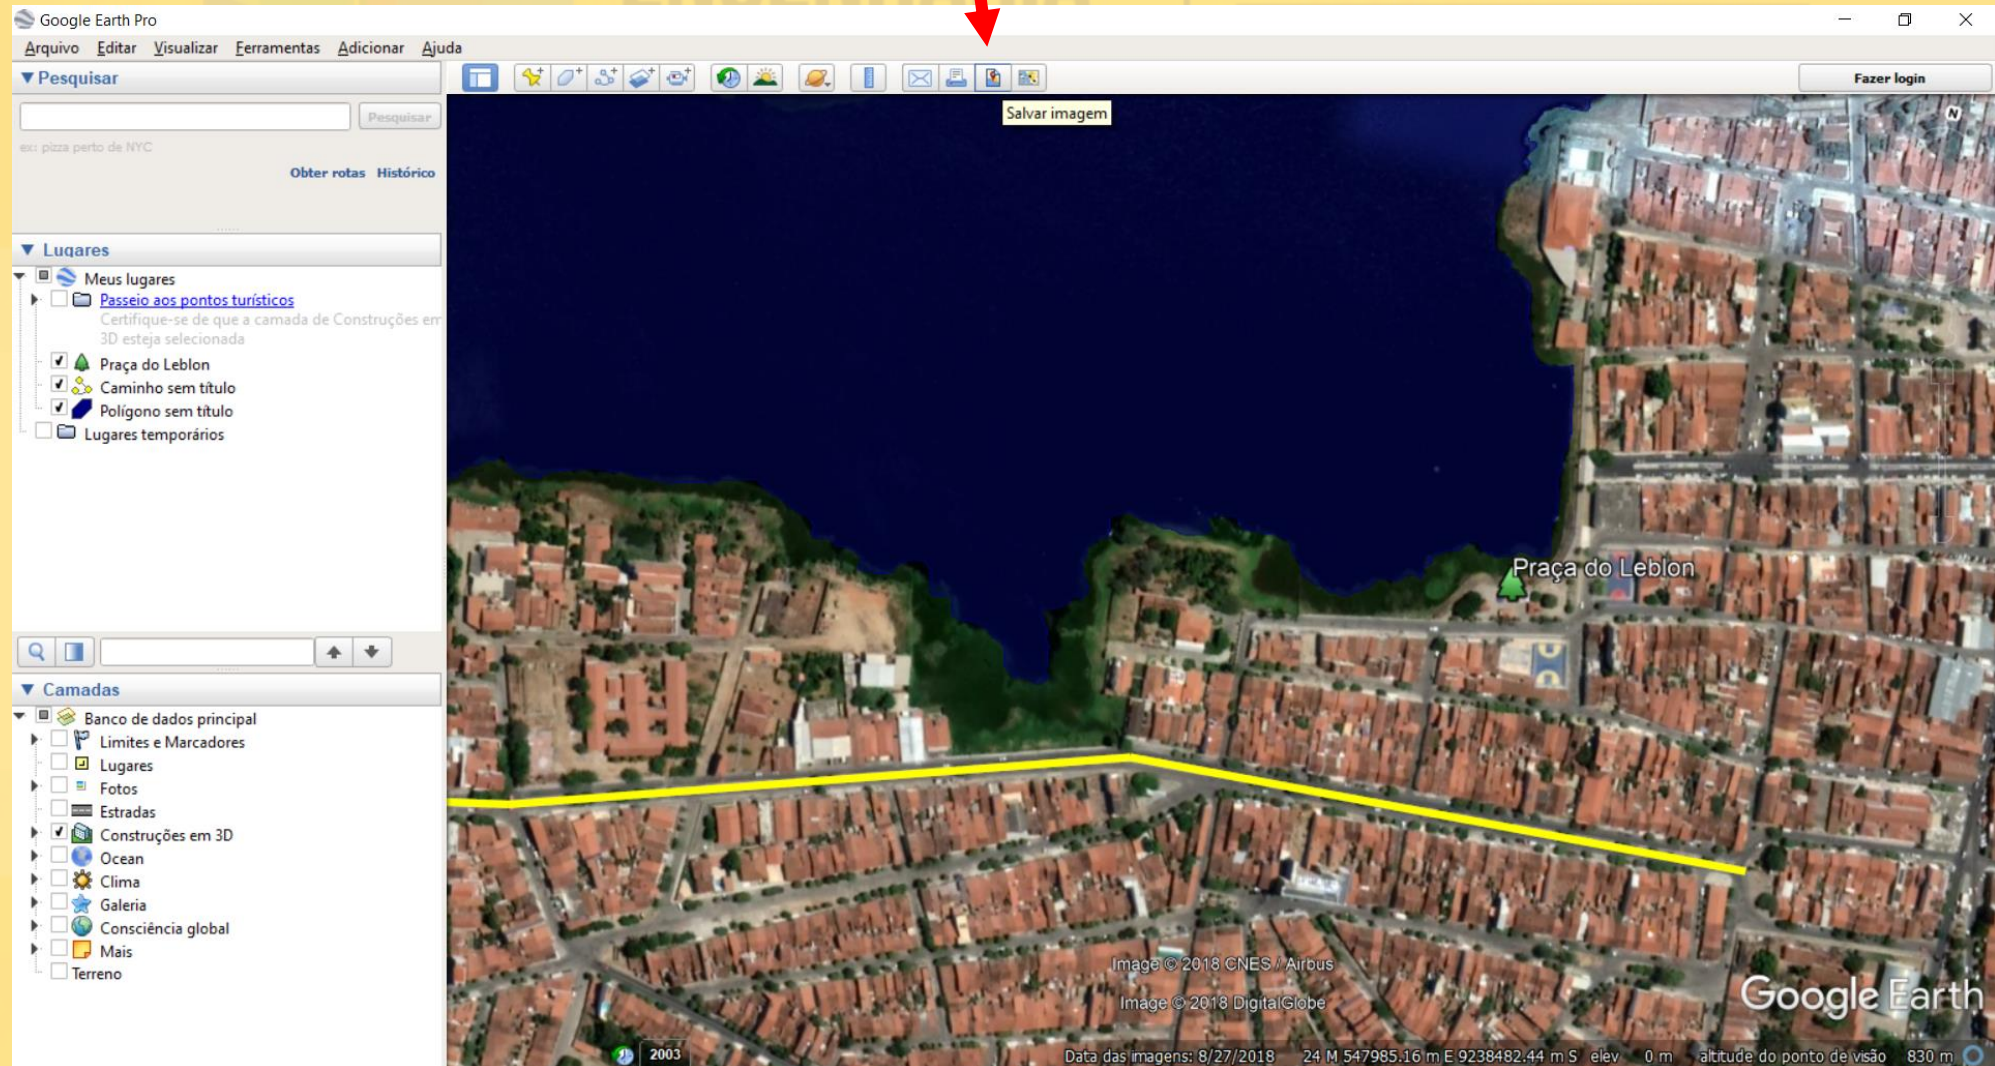 Google Earth Pro
Arquivo Editar Visualizar Ferramentas Adicionar Ajuda
Pesquisar
Fazer login
Pesquisar
Salvar imagem
ex: pizza perto de NYC
Obter rotas Histórico
Lugares
Meus lugares
Passeio aos pontos turísticos
Certifique-se de que a camada de Construções em
3D esteja selecionada
Praça do Leblon
Caminho sem título
Polígono sem título
Lugares temporários
Camadas
Banco de dados principal
Limites e Marcadores
Lugares
Fotos
Estradas
Construções em 3D
Ocean
Clima
Galeria
Consciência global
Mais
Terreno
N
Praça do Leblon
Image © 2018 CNES / Airbus
Image © 2018 DigitalGlobe
Google Earth
2003
Data das imagens: 8/27/2018 24 M 547985.16 m E 9238482.44 m S elev 0 m altitude do ponto de visão 830 m